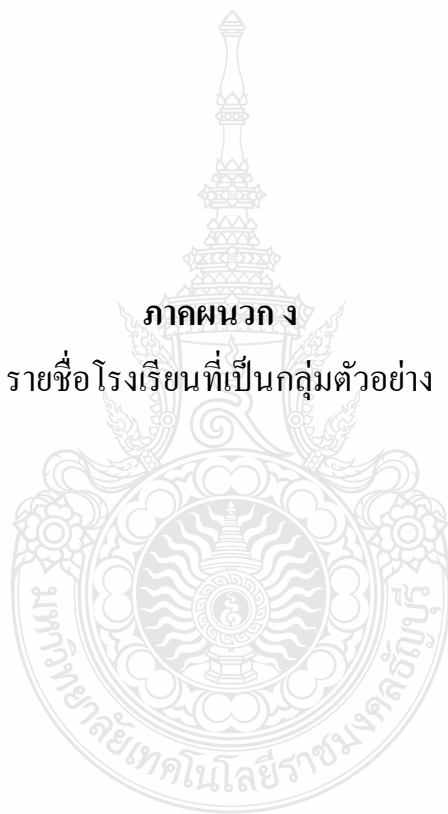 ภาคผนวก ง
รายชื่อโรงเรียนที่เป็นกลุ่มตัวอย่าง
มหาวิทยาลัยเทคโนโลยีราชมงคลธัญบุรี